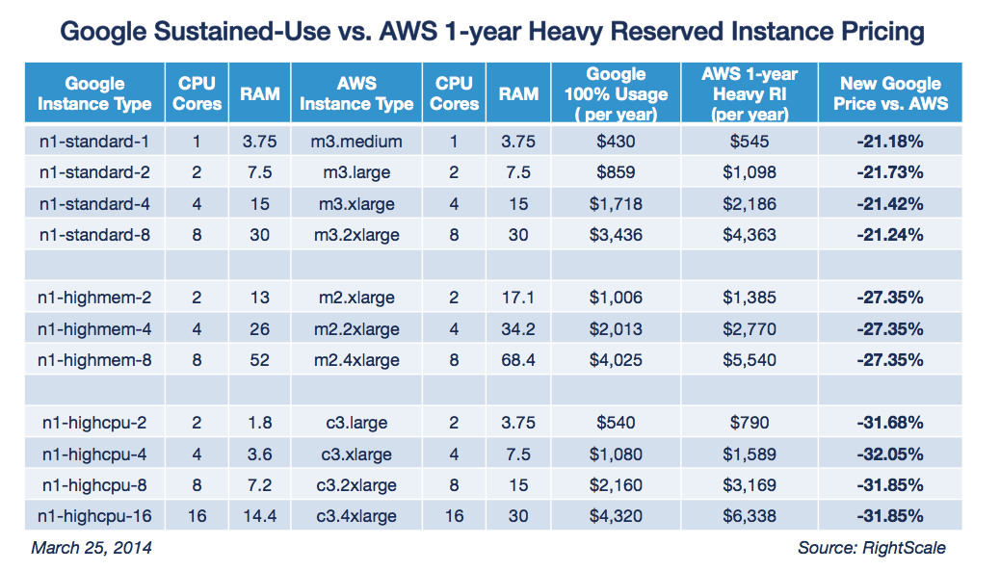 Google Sustained-Use vs. AWS 1-year Heavy Reserved Instance Pricing
Google Instance Type CPU Cores RAM AWS Instance Type CPU Cores RAM Google 100% Usage ( per year) AWS 1-year Heavy RI (per year) New Google Price vs. AWS
n1-standard-1 1 3.75 m3.medium 1 3.75 $430 $545 -21.18%
n1-standard-2 2 7.5 m3.large 2 7.5 $859 $1,098 -21.73%
n1-standard-4 4 15 m3.xlarge 4 15 $1,718 $2,186 -21.42%
n1-standard-8 8 30 m3.2xlarge 8 30 $3,436 $4,363 -21.24%
n1-highmem-2 2 13 m2.xlarge 2 17.1 $1,006 $1,385 -27.35%
n1-highmem-4 4 26 m2.2xlarge 4 34.2 $2,013 $2,770 -27.35%
n1-highmem-8 8 52 m2.4xlarge 8 68.4 $4,025 $5,540 -27.35%
n1-highcpu-2 2 1.8 c3.large 2 3.75 $540 $790 -31.68%
n1-highcpu-4 4 3.6 c3.xlarge 4 7.5 $1,080 $1,589 -32.05%
n1-highcpu-8 8 7.2 c3.2xlarge 8 15 $2,160 $3,169 -31.85%
n1-highcpu-16 16 14.4 c3.4xlarge 16 30 $4,320 $6,338 -31.85%
March 25, 2014 Source: RightScale